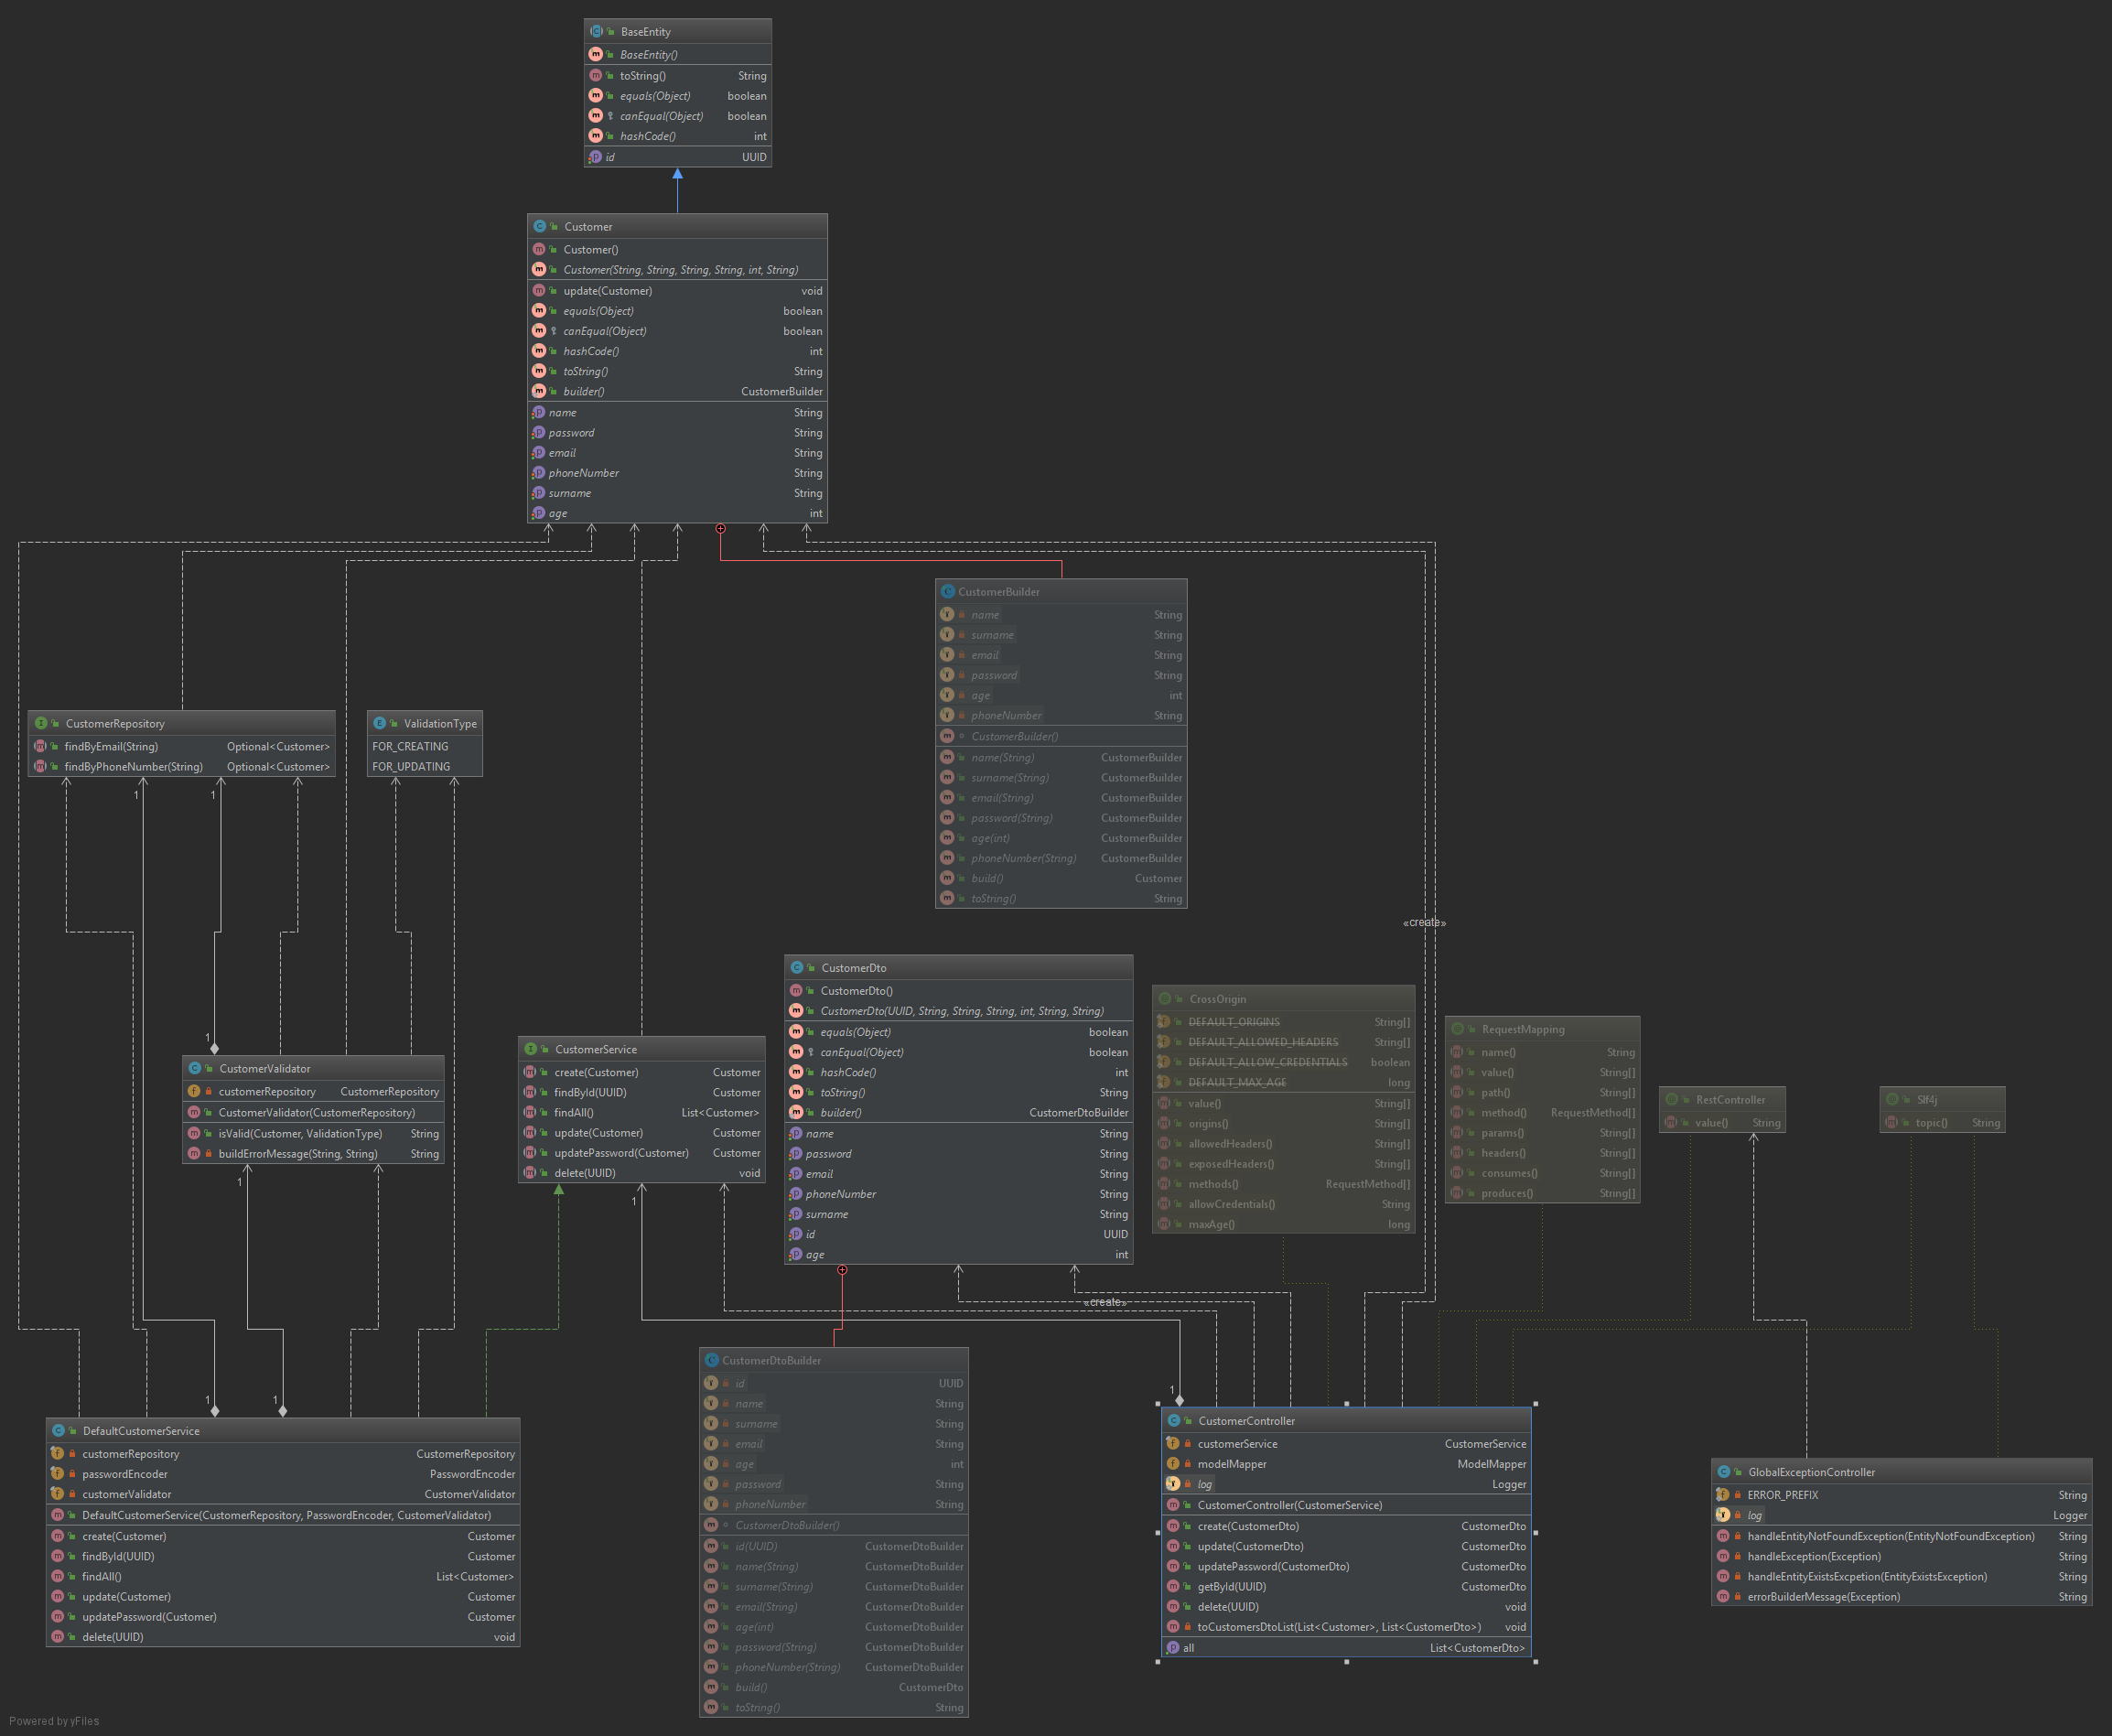 BaseEntity
BaseEntity()
toString() String
equals(Object) boolean
canEqual(Object) boolean
hashCode() int
id UUID
Customer
Customer()
Customer(String, String, String, String, int, String)
update(Customer) void
equals(Object) boolean
canEqual(Object) boolean
hashCode() int
toString() String
builder() CustomerBuilder
name String
password String
email String
phoneNumber String
surname String
age int
CustomerBuilder
name String
surname String
email String
password String
age int
phoneNumber String
CustomerBuilder()
name(String) CustomerBuilder
surname(String) CustomerBuilder
email(String) CustomerBuilder
password(String) CustomerBuilder
age(int) CustomerBuilder
phoneNumber(String) CustomerBuilder
build() Customer
toString() String
CustomerRepository
findByEmail(String) Optional<Customer>
findByPhoneNumber(String) Optional<Customer>
ValidationType
FOR_CREATING
FOR_UPDATING
1
1
«create»
1
CustomerValidator
customerRepository CustomerRepository
CustomerValidator(CustomerRepository)
isValid(Customer, ValidationType) String
buildErrorMessage(String, String) String
1
CustomerService
create(Customer) Customer
findById(UUID) Customer
findAll() List<Customer>
update(Customer) Customer
updatePassword(Customer) Customer
delete(UUID) void
1
CustomerDto
CustomerDto()
CustomerDto(UUID, String, String, String, int, String, String)
equals(Object) boolean
canEqual(Object) boolean
hashCode() int
toString() String
builder() CustomerDtoBuilder
name String
password String
email String
phoneNumber String
surname String
id UUID
age int
CrossOrigin
DEFAULT_ORIGINS String[]
DEFAULT_ALLOWED_HEADERS String[]
DEFAULT_ALLOW_CREDENTIALS boolean
DEFAULT_MAX_AGE long
value() String[]
origins() String[]
allowedHeaders() String[]
exposedHeaders() String[]
methods() RequestMethod[]
allowCredentials() String
maxAge() long
RequestMapping
name() String
value() String[]
path() String[]
method() RequestMethod[]
params() String[]
headers() String[]
consumes() String[]
produces() String[]
RestController
value() String
Slf4j
topic() String
«create»
1
1
1
DefaultCustomerService
customerRepository CustomerRepository
passwordEncoder PasswordEncoder
customerValidator CustomerValidator
DefaultCustomerService(CustomerRepository, PasswordEncoder, CustomerValidator)
create(Customer) Customer
findById(UUID) Customer
findAll() List<Customer>
update(Customer) Customer
updatePassword(Customer) Customer
delete(UUID) void
CustomerDtoBuilder
id UUID
name String
surname String
email String
age int
password String
phoneNumber String
CustomerDtoBuilder()
id(UUID) CustomerDtoBuilder
name(String) CustomerDtoBuilder
surname(String) CustomerDtoBuilder
email(String) CustomerDtoBuilder
age(int) CustomerDtoBuilder
password(String) CustomerDtoBuilder
phoneNumber(String) CustomerDtoBuilder
build() CustomerDto
toString() String
CustomerController
customerService CustomerService
modelMapper ModelMapper
log Logger
CustomerController(CustomerService)
create(CustomerDto) CustomerDto
update(CustomerDto) CustomerDto
updatePassword(CustomerDto) CustomerDto
getById(UUID) CustomerDto
delete(UUID) void
toCustomersDtoList(List<Customer>, List<CustomerDto>) void
all List<CustomerDto>
GlobalExceptionController
ERROR_PREFIX String
log Logger
handleEntityNotFoundException(EntityNotFoundException) String
handleException(Exception) String
handleEntityExistsExcpetion(EntityExistsException) String
errorBuilderMessage(Exception) String
Powered by yFiles